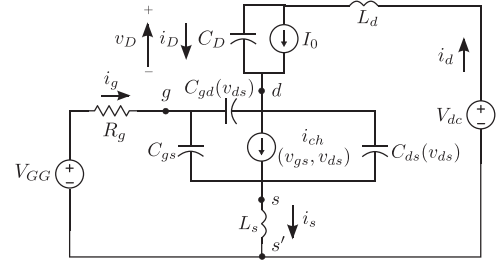 +
v_D
i_D
C_D
I_0
−
L_d
i_d
C_gd(v_ds)
d
i_g
g
R_g
V_dc
+
−
C_gs
i_ch
(v_gs, v_ds)
C_ds(v_ds)
V_GG
+
−
s
L_s
i_s
s′